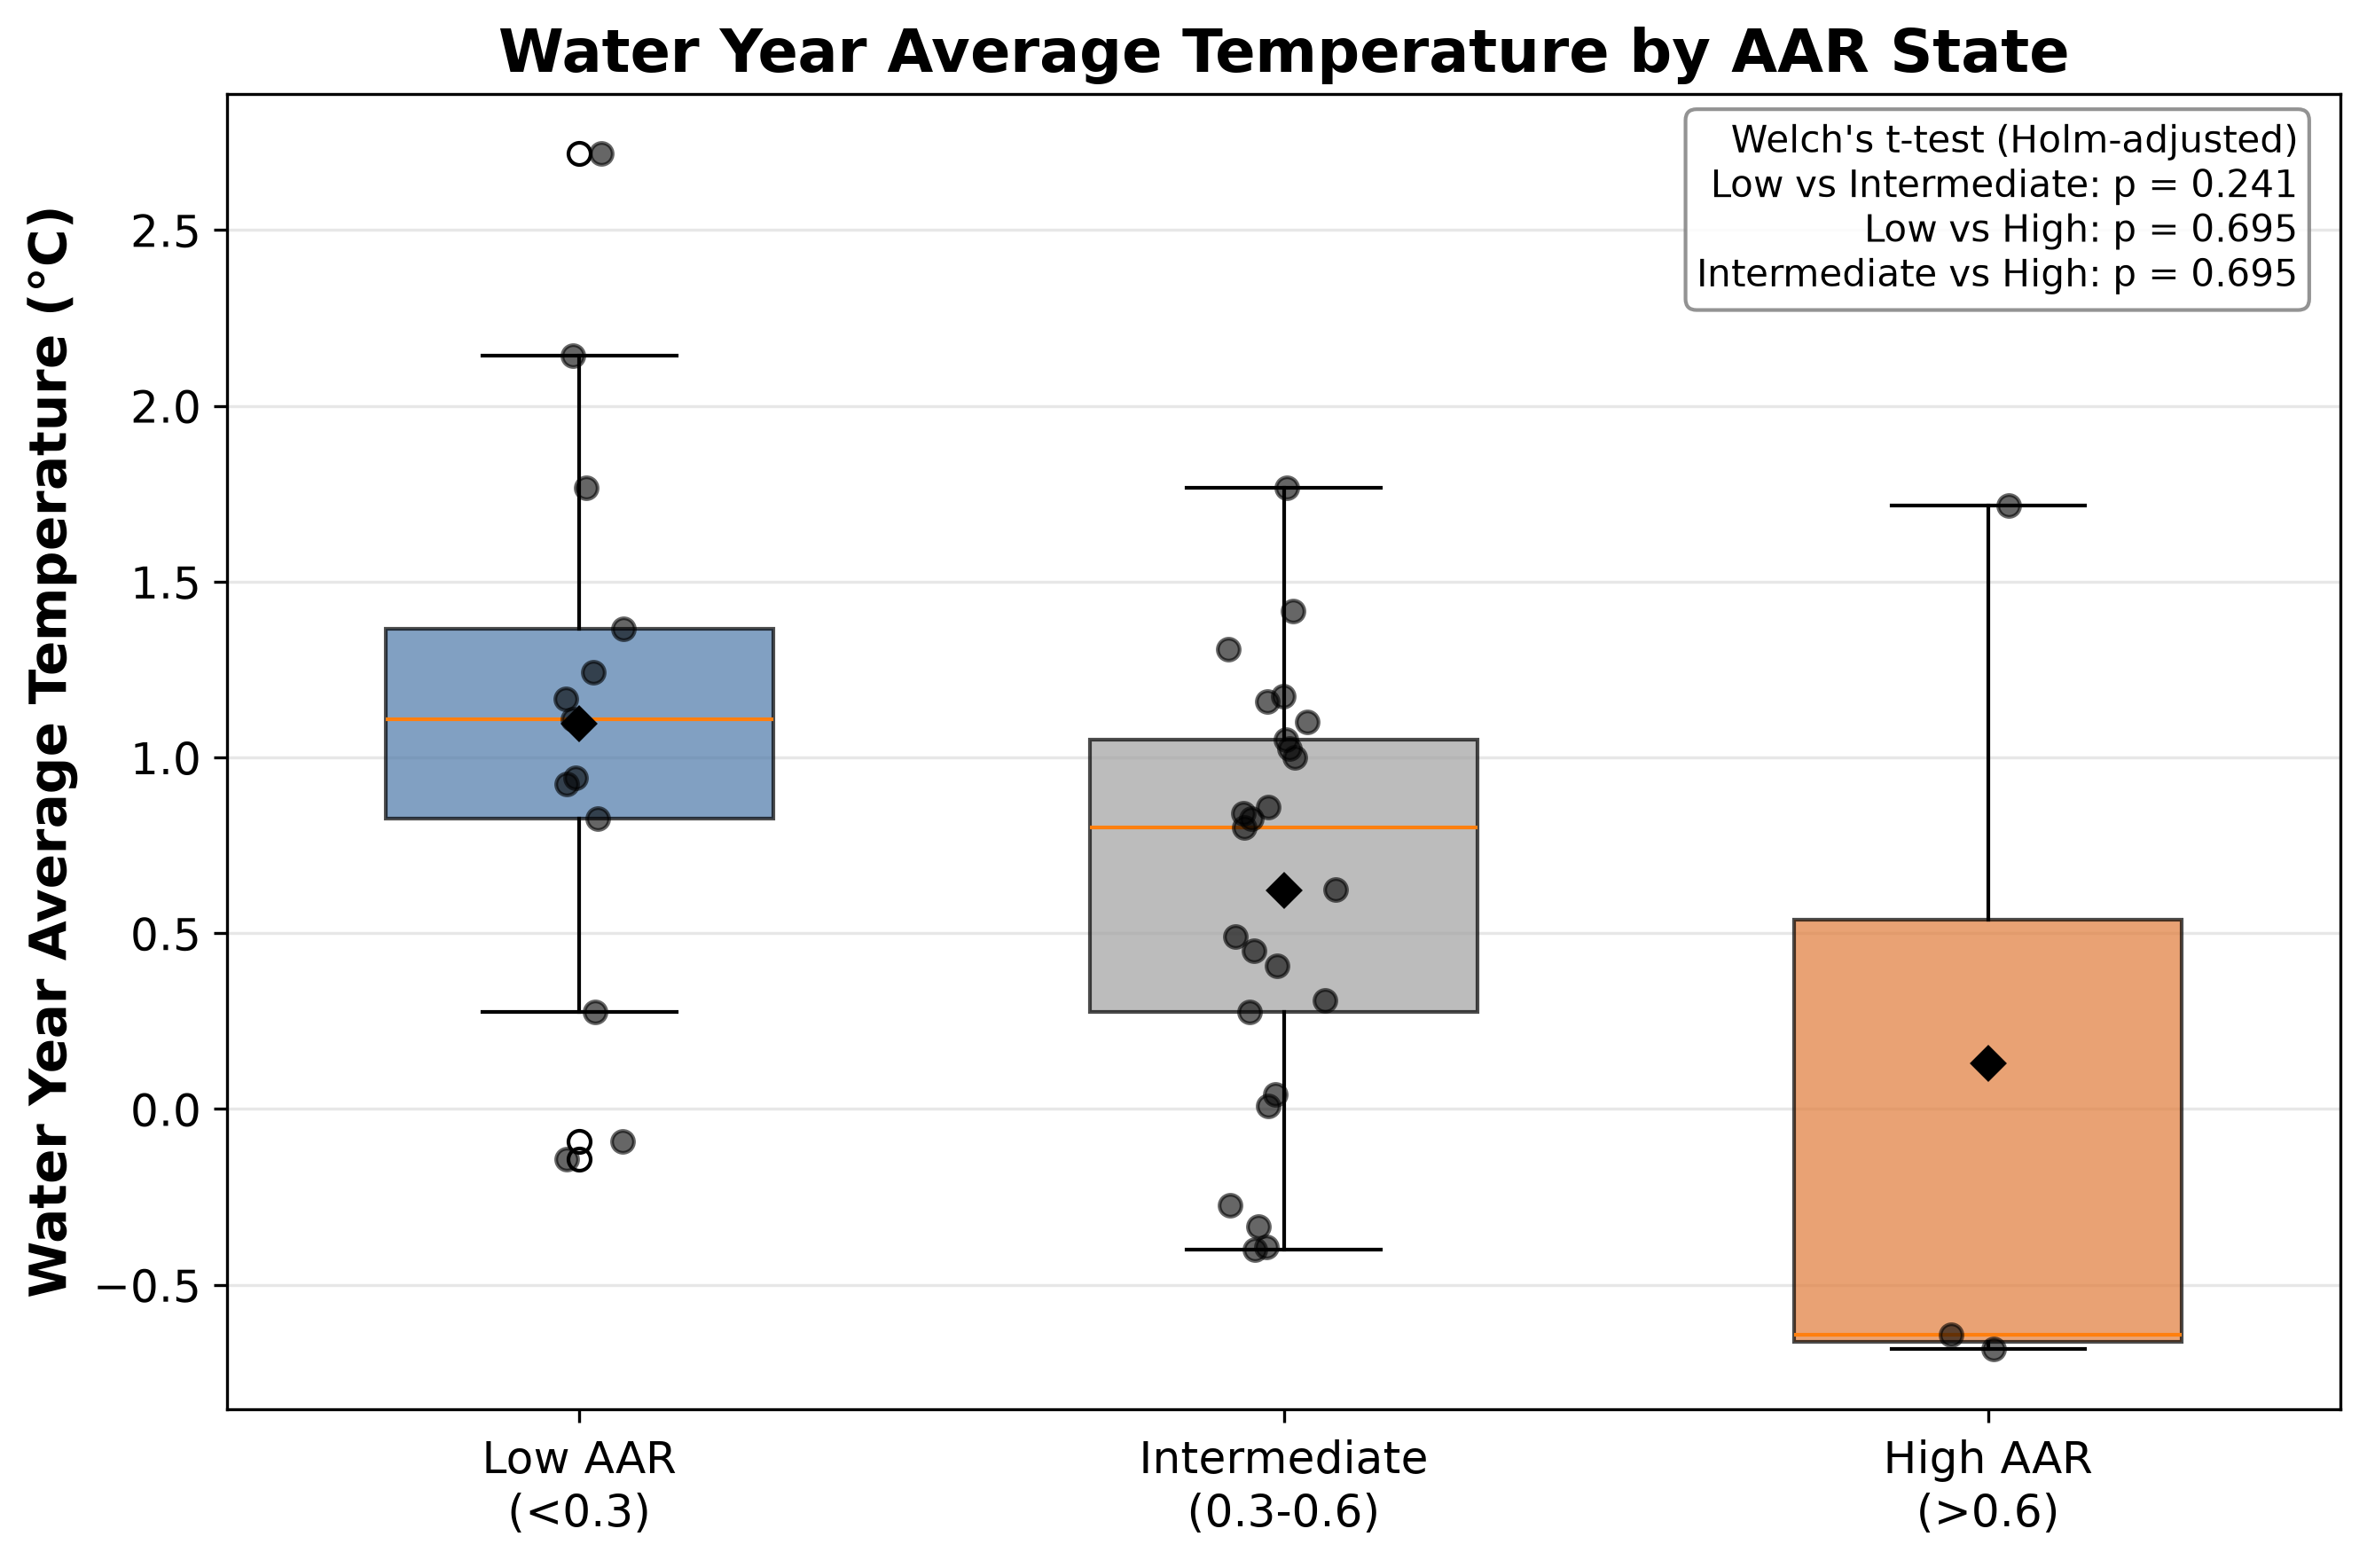 Water Year Average Temperature by AAR State
Welch's t-test (Holm-adjusted)
Low vs Intermediate: p = 0.241
Low vs High: p = 0.695
Intermediate vs High: p = 0.695
Water Year Average Temperature (°C)
2.5
2.0
1.5
1.0
0.5
0.0
−0.5
Low AAR
(<0.3)
Intermediate
(0.3-0.6)
High AAR
(>0.6)